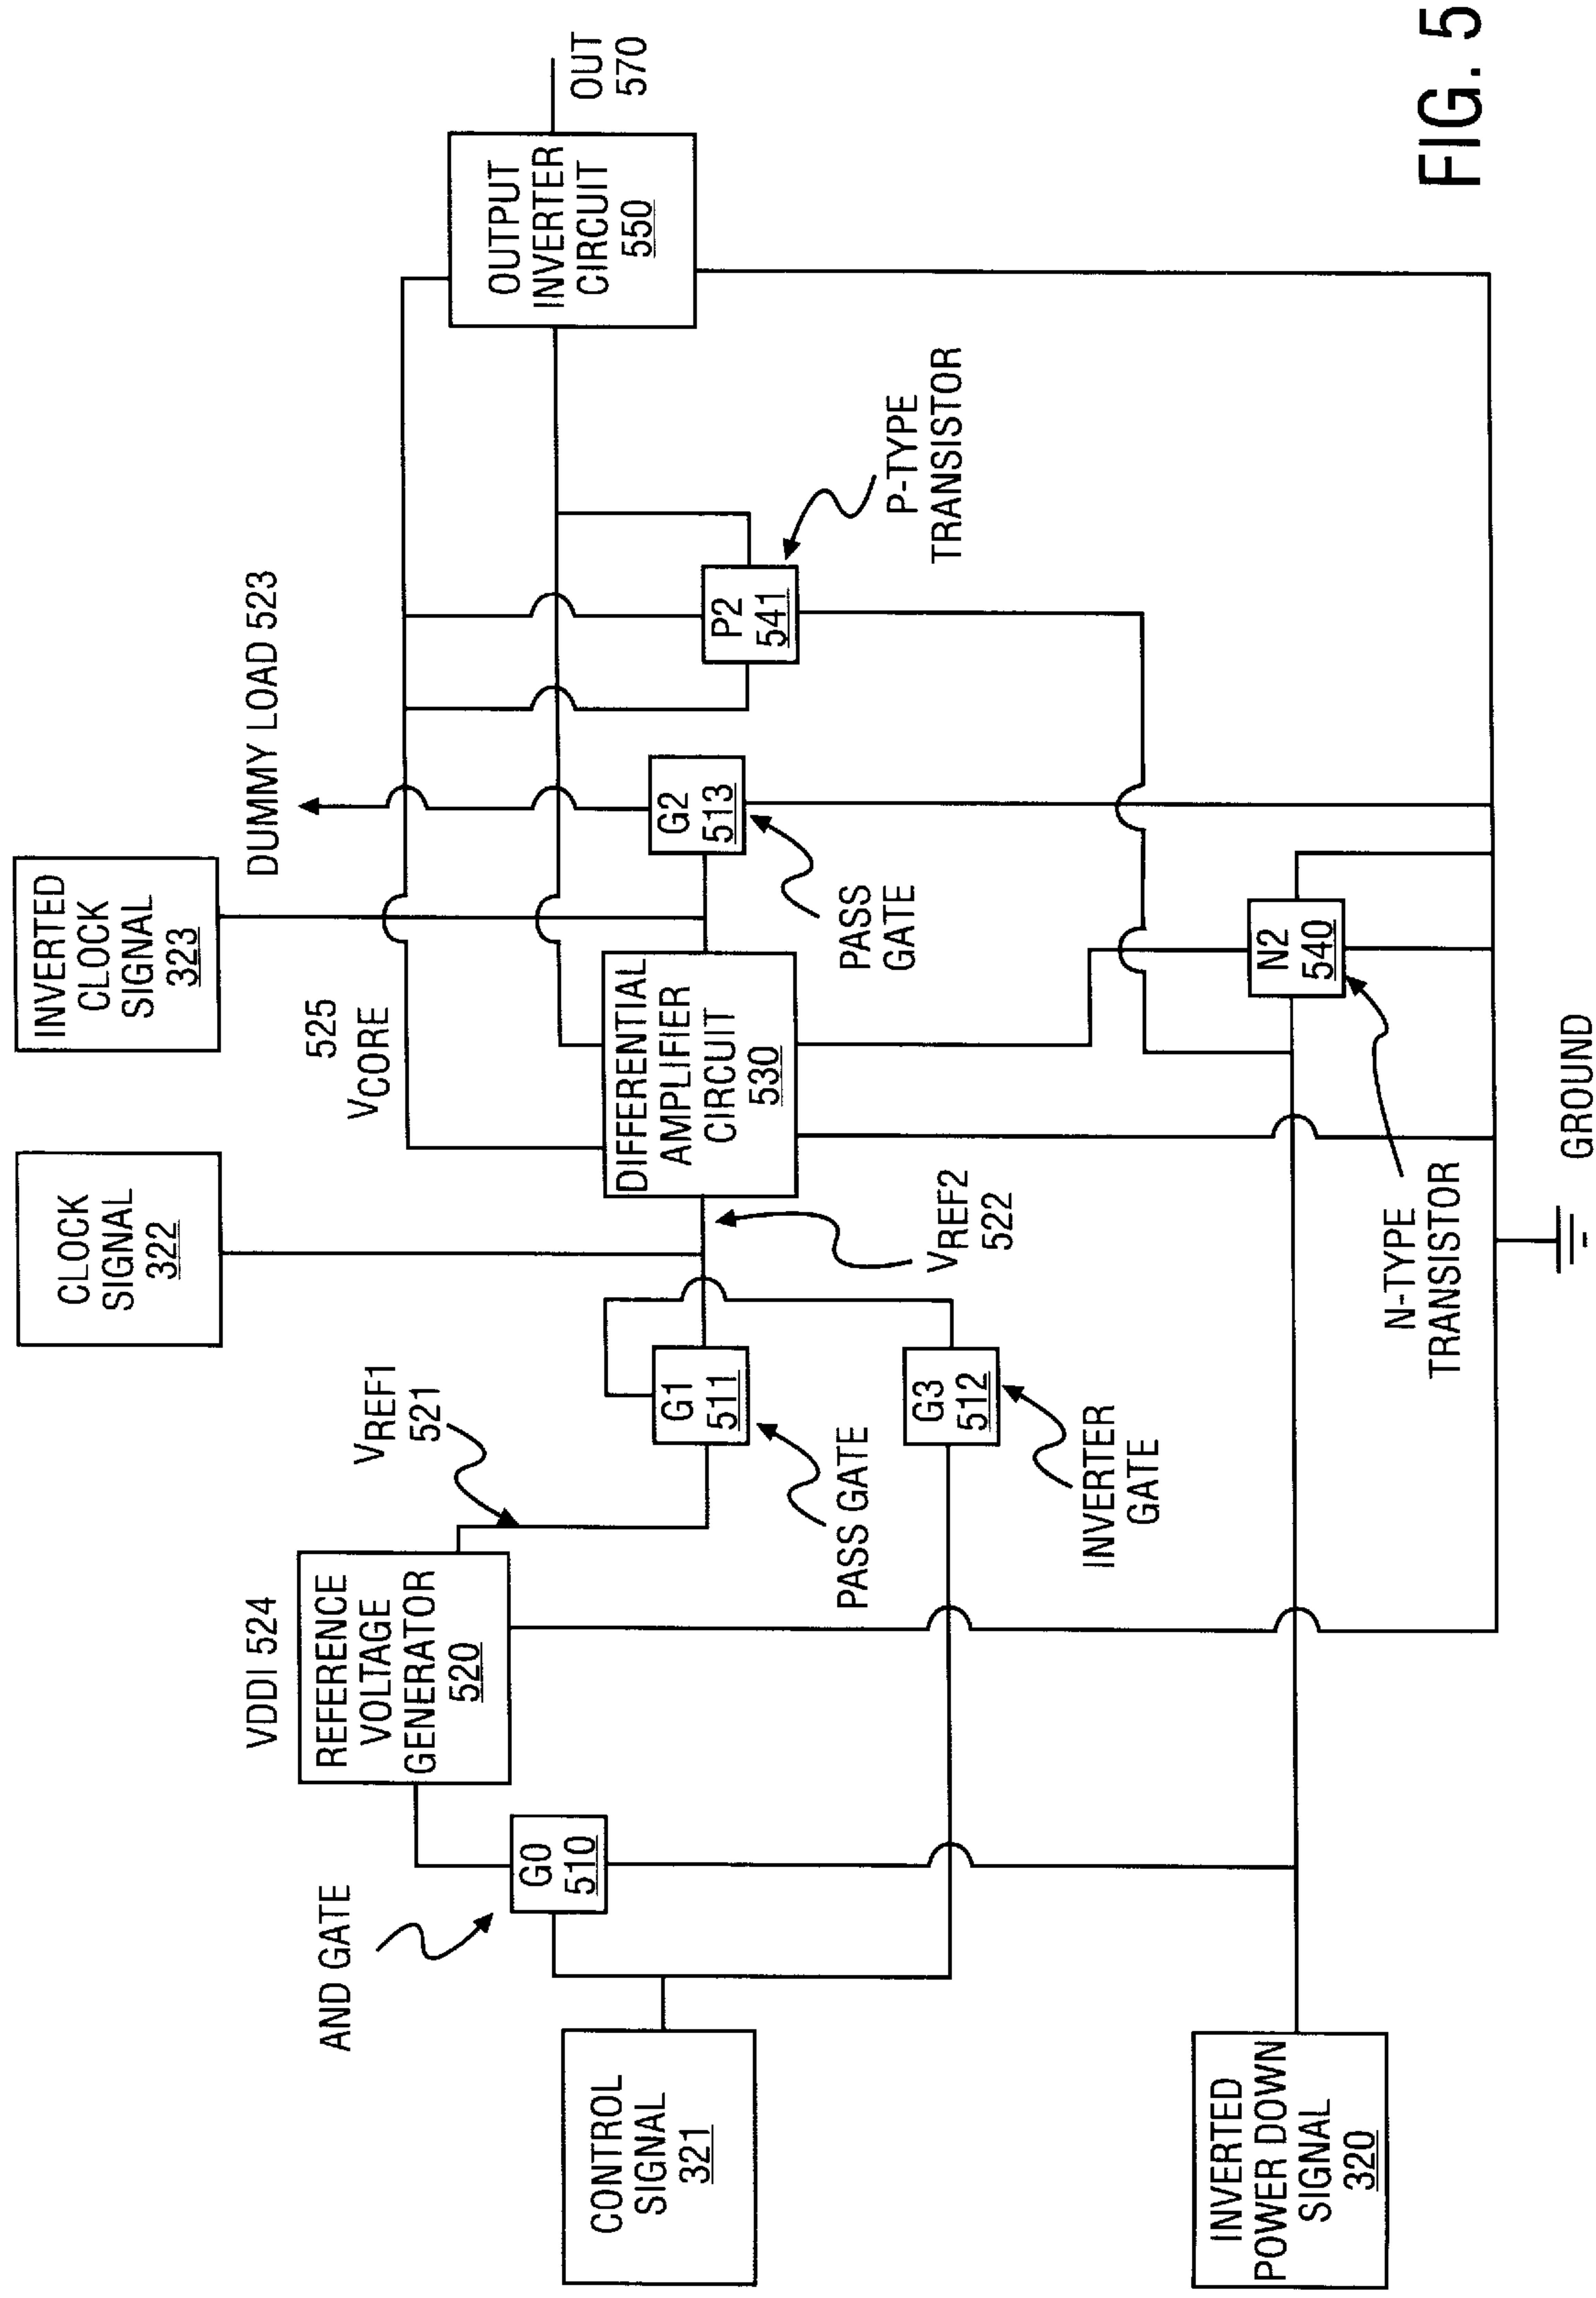 INVERTED
CLOCK
SIGNAL
323
CLOCK
SIGNAL
322
DUMMY LOAD 523
525
VCORE
VDDI 524
REFERENCE
VOLTAGE
GENERATOR
520
VREF1
521
AND GATE
G0
510
CONTROL
SIGNAL
321
G1
511
PASS GATE
G3
512
INVERTER
GATE
VREF2
522
DIFFERENTIAL
AMPLIFIER
CIRCUIT
530
G2
513
PASS
GATE
P2
541
P-TYPE
TRANSISTOR
OUTPUT
INVERTER
CIRCUIT
550
OUT
570
INVERTED
POWER DOWN
SIGNAL
320
N2
540
N-TYPE
TRANSISTOR
GROUND
FIG. 5